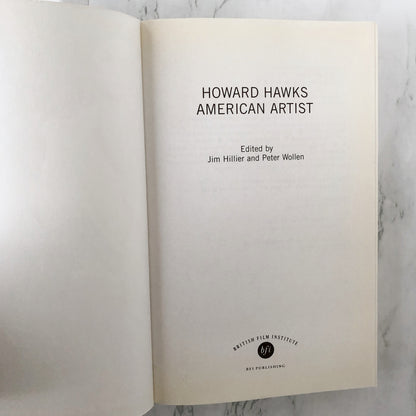 HOWARD HAWKS
AMERICAN ARTIST
Edited by
Jim Hillier and Peter Wollen
BRITISH FILM INSTITUTE
bfi
BFI PUBLISHING